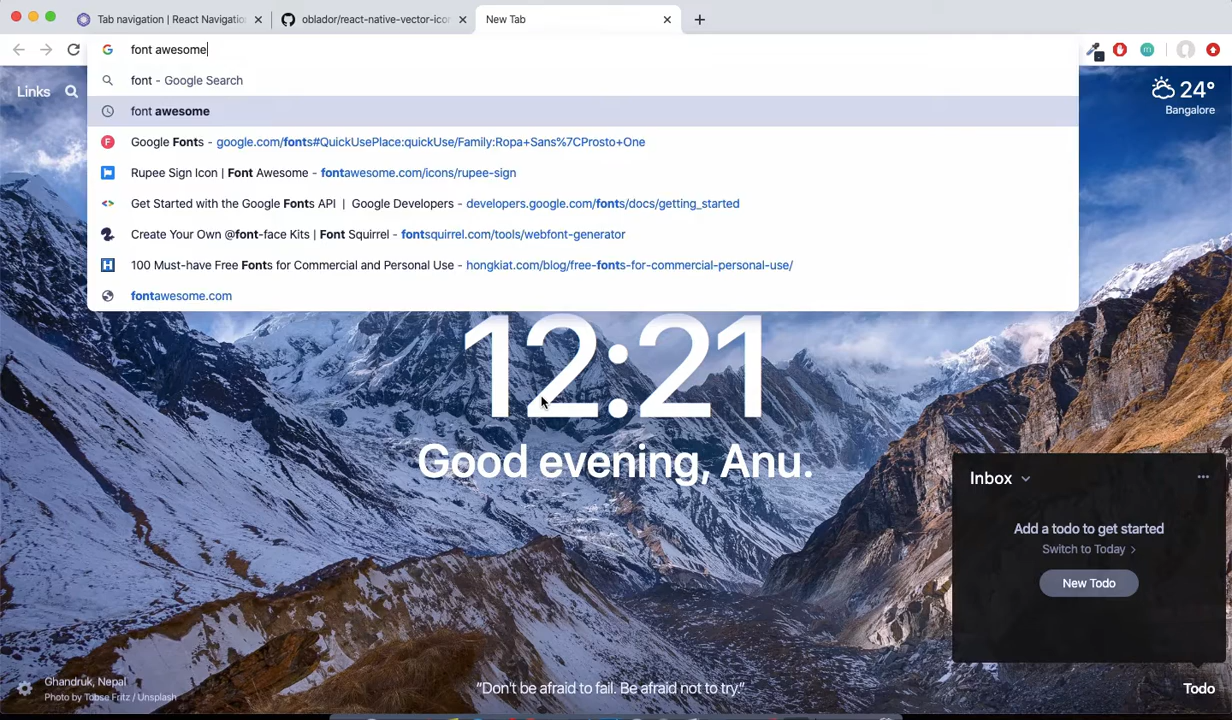 Tab navigation | React Navigatio
oblador/react-native-vector-icon
New Tab
font awesome
font - Google Search
font awesome
Google Fonts - google.com/fonts#QuickUsePlace:quickUse/Family:Ropa+Sans%7CProsto+One
Rupee Sign Icon | Font Awesome - fontawesome.com/icons/rupee-sign
Get Started with the Google Fonts API | Google Developers - developers.google.com/fonts/docs/getting_started
Create Your Own @font-face Kits | Font Squirrel - fontsquirrel.com/tools/webfont-generator
100 Must-have Free Fonts for Commercial and Personal Use - hongkiat.com/blog/free-fonts-for-commercial-personal-use/
fontawesome.com
Links
24°
Bangalore
12:21
Good evening, Anu.
Inbox
Add a todo to get started
Switch to Today >
New Todo
Ghandruk, Nepal
Photo by Tobse Fritz / Unsplash
"Don't be afraid to fail. Be afraid not to try."
Todo